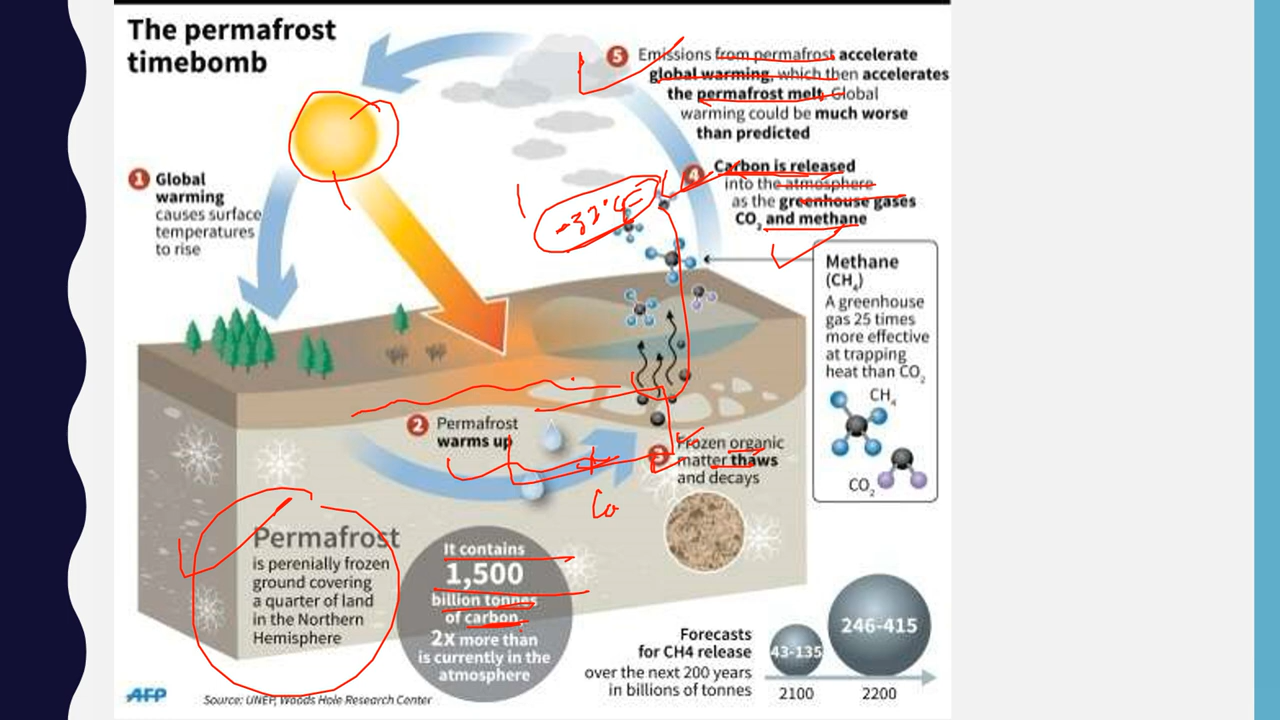 The permafrost
timebomb
1 Global
warming
causes surface
temperatures
to rise
5 Emissions from permafrost accelerate
global warming, which then accelerates
the permafrost melt. Global
warming could be much worse
than predicted
4 Carbon is released
into the atmosphere
as the greenhouse gases
CO₂ and methane
Methane
(CH₄)
A greenhouse
gas 25 times
more effective
at trapping
heat than CO₂
CH₄
CO₂
2 Permafrost
warms up
3 Frozen organic
matter thaws
and decays
Co
Permafrost
is perenially frozen
ground covering
a quarter of land
in the Northern
Hemisphere
It contains
1,500
billion tonnes
of carbon,
2x more than
is currently in the
atmosphere
Forecasts
for CH4 release
over the next 200 years
in billions of tonnes
43-135
246-415
2100
2200
AFP
Source: UNEP, Woods Hole Research Center